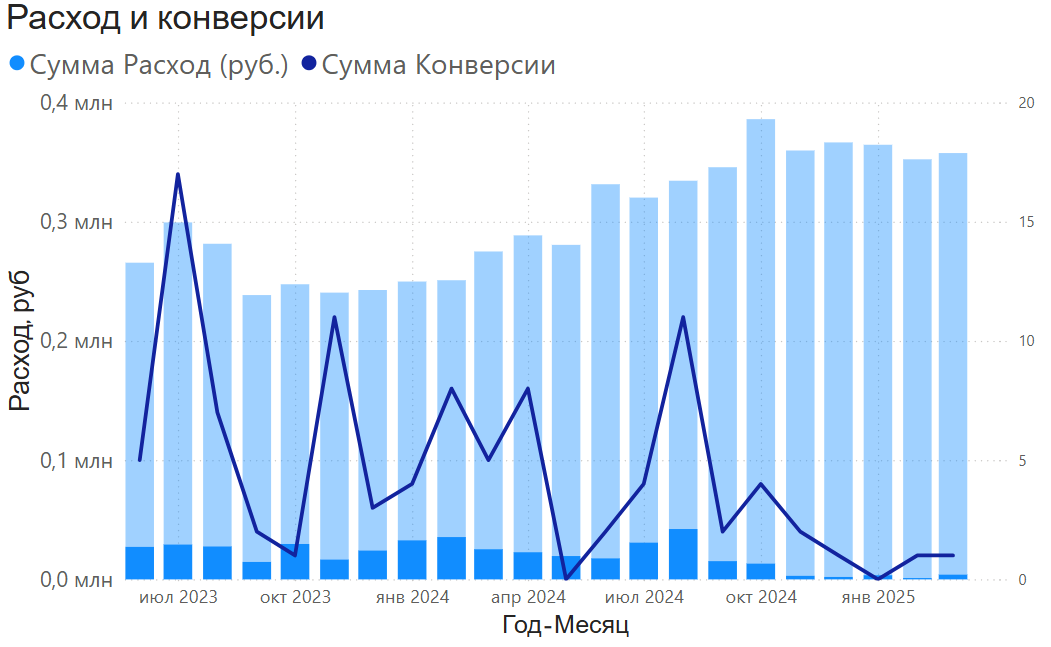 Расход и конверсии
Сумма Расход (руб.) Сумма Конверсии
0,4 млн
0,3 млн
0,2 млн
0,1 млн
0,0 млн
Расход, руб
20
15
10
5
0
июл 2023 окт 2023 янв 2024 апр 2024 июл 2024 окт 2024 янв 2025
Год-Месяц